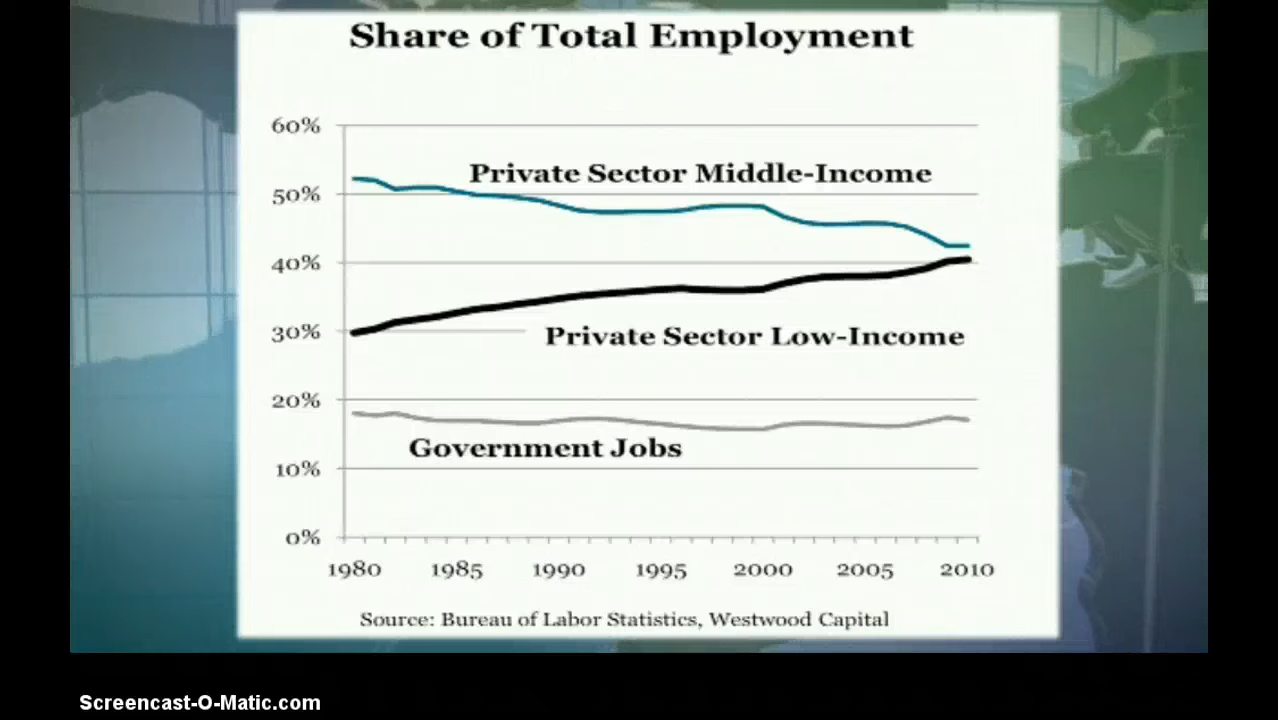 Share of Total Employment
60%
Private Sector Middle-Income
50%
40%
30%
Private Sector Low-Income
20%
Government Jobs
10%
0%
1980 1985 1990 1995 2000 2005 2010
Source: Bureau of Labor Statistics, Westwood Capital
Screencast-O-Matic.com